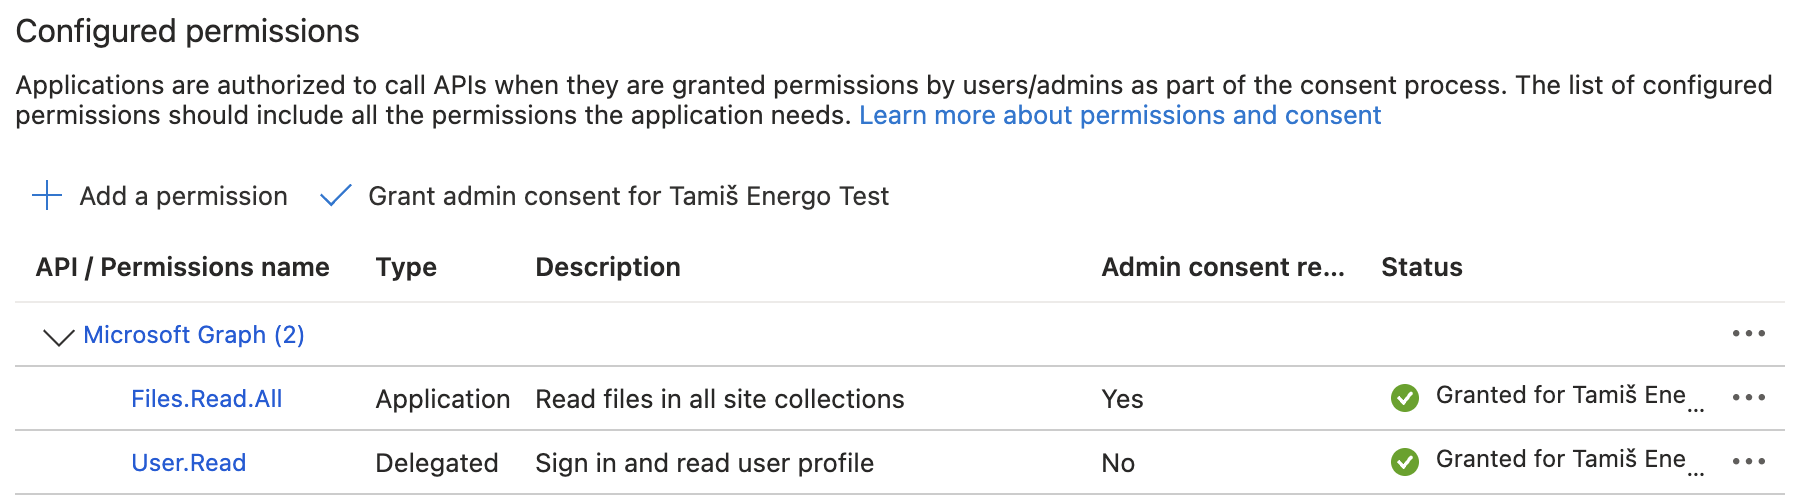 Configured permissions
Applications are authorized to call APIs when they are granted permissions by users/admins as part of the consent process. The list of configured
permissions should include all the permissions the application needs. Learn more about permissions and consent
Add a permission Grant admin consent for Tamiš Energo Test
API / Permissions name Type Description Admin consent re... Status
Microsoft Graph (2) •••
Files.Read.All Application Read files in all site collections Yes Granted for Tamiš Ene... •••
User.Read Delegated Sign in and read user profile No Granted for Tamiš Ene... •••